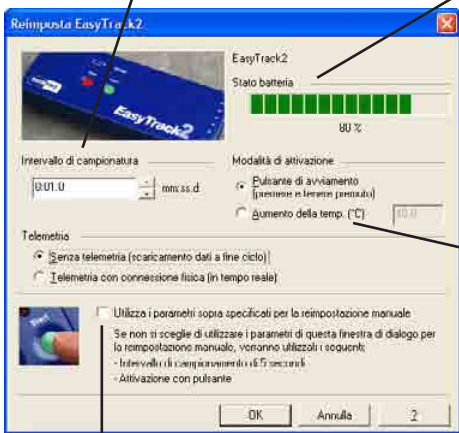 Reimposta EasyTrack2
EasyTrack2
EasyTrack2
Stato batteria
80 %
Intervallo di campionatura
0:01.0
mm:ss.d
Modalità di attivazione
Pulsante di avviamento
(premere e tenere premuto)
Aumento della temp. (°C)
Telemetria
Senza telemetria (scaricamento dati a fine ciclo)
Telemetria con connessione fisica (in tempo reale)
Start
Utilizza i parametri sopra specificati per la reimpostazione manuale
Se non si sceglie di utilizzare i parametri di questa finestra di dialogo per
la reimpostazione manuale, verranno utilizzati i seguenti:
- Intervallo di campionamento di 5 secondi
- Attivazione con pulsante
OK
Annulla
?